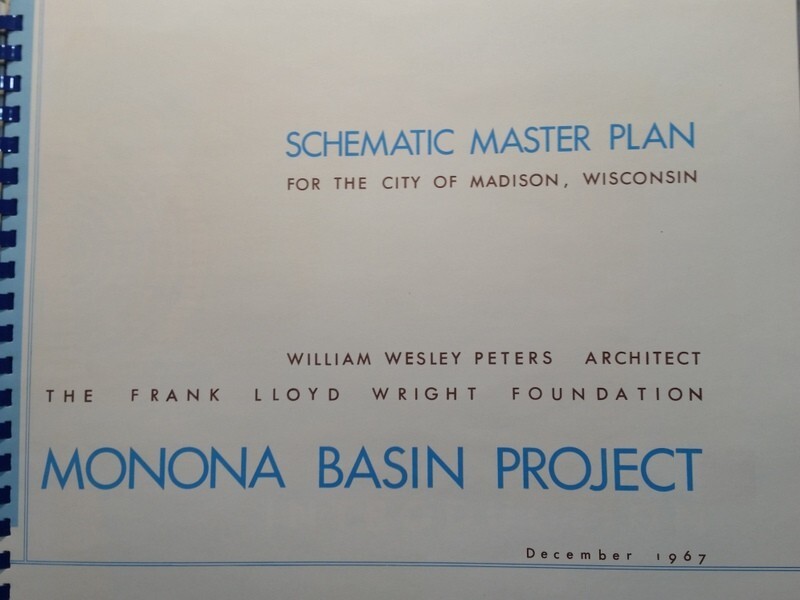 SCHEMATIC MASTER PLAN
FOR THE CITY OF MADISON, WISCONSIN
WILLIAM WESLEY PETERS ARCHITECT
THE FRANK LLOYD WRIGHT FOUNDATION
MONONA BASIN PROJECT
December 1967